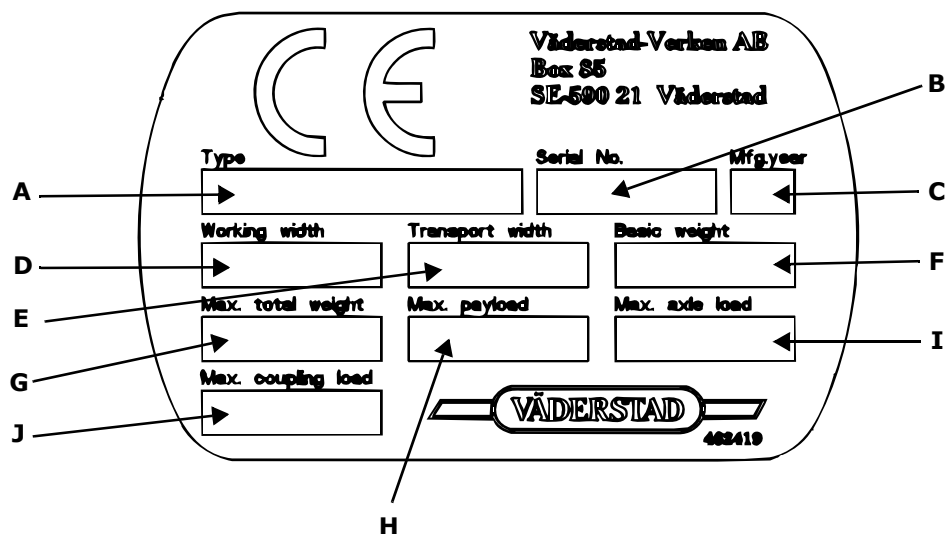 CE
Väderstad-Verken AB
Box 85
SE-590 21 Väderstad
B
Type Serial No. Mfg.year
A
C
Working width Transport width Basic weight
D
F
E
Max. total weight Max. payload Max. axle load
G
I
Max. coupling load
J
VÄDERSTAD
462419
H